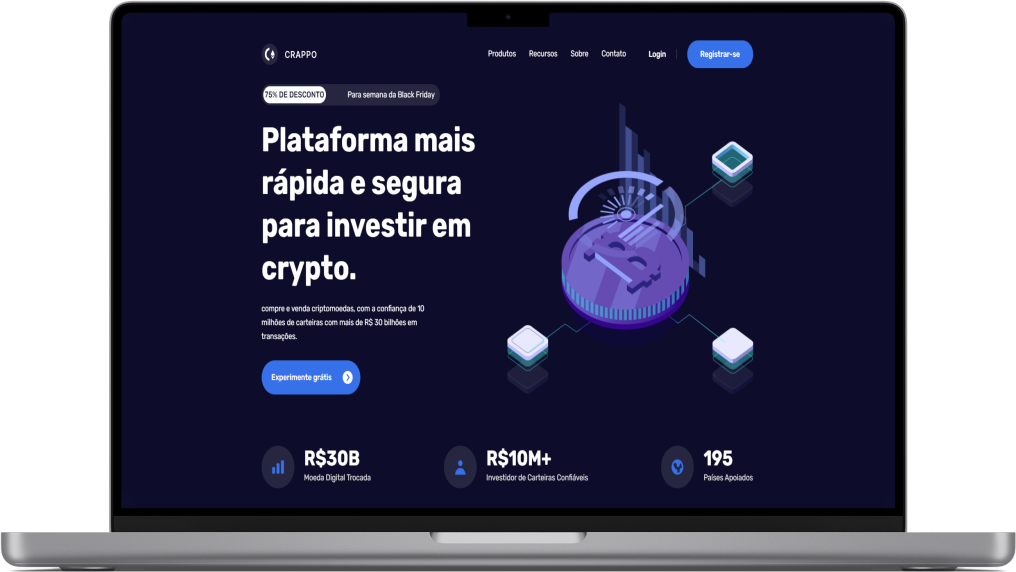 CRAPPO
Produtos
Recursos
Sobre
Contato
Login
Registrar-se
75% DE DESCONTO
Para semana da Black Friday
Plataforma mais
rápida e segura
para investir em
crypto.
compre e venda criptomoedas, com a confiança de 10
milhões de carteiras com mais de R$ 30 bilhões em
transações.
Experimente grátis
R$30B
Moeda Digital Trocada
R$10M+
Investidor de Carteiras Confiáveis
195
Países Apoiados